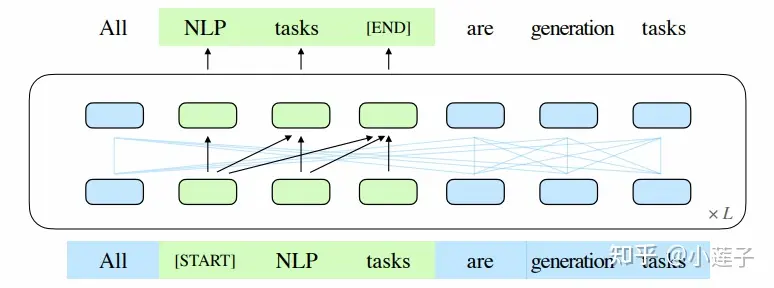 All NLP tasks [END] are generation tasks
× L
All [START] NLP tasks are generation tasks
知乎 @小莲子